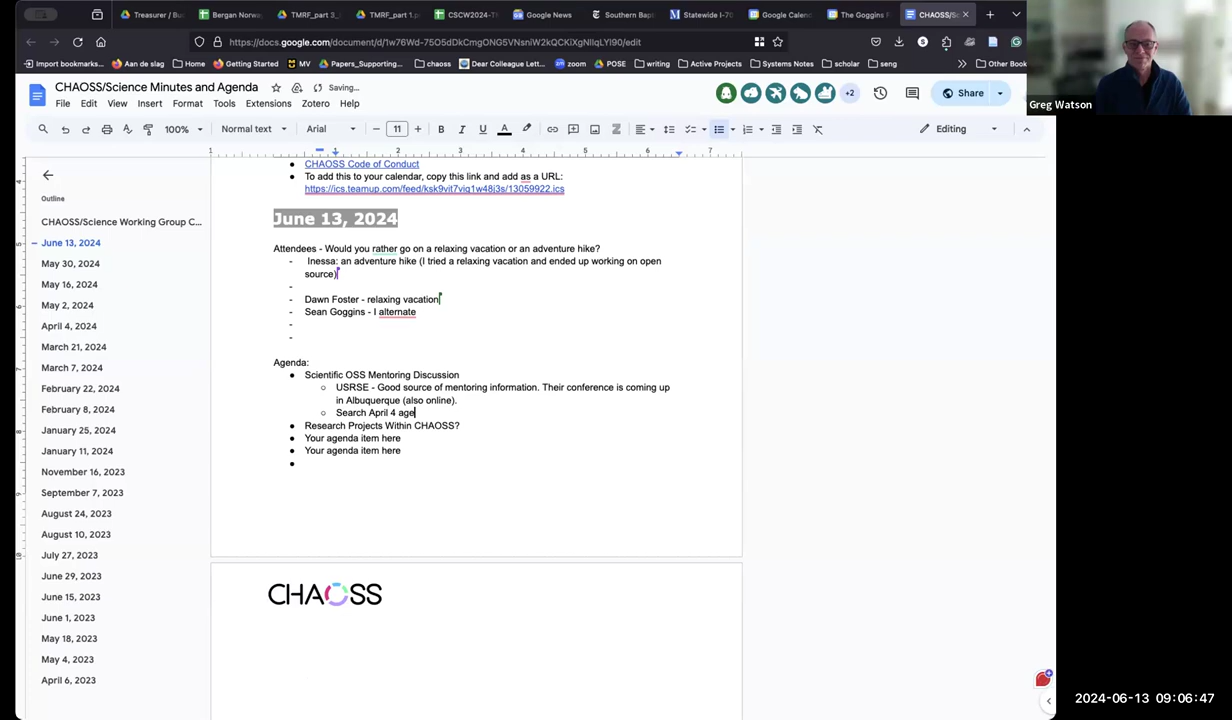 Treasurer / Bu
Bergan Norwa
TMRF_part 3_
TMRF_part 1.p
CSCW2024-T
Google News
Southern Bap
Statewide I-70
Google Calen
The Goggins F
CHAOSS/Sc
https://docs.google.com/document/d/1w76Wd-75O5dDkCmgONG5VNsniW2kQCKiXgNIlqLYI90/edit
Import bookmarks...
Aan de slag
Home
Getting Started
MV
Papers_Supporting...
chaoss
Dear Colleague Lett...
zoom
POSE
writing
Active Projects
Systems Notes
scholar
seng
Other Book
CHAOSS/Science Minutes and Agenda
Saving...
File Edit View Insert Format Tools Extensions Zotero Help
+2
Share
100%
Normal text
Arial
11
B I U A
Editing
1 1 2 3 4 5 6 7
Outline
CHAOSS/Science Working Group C...
June 13, 2024
May 30, 2024
May 16, 2024
May 2, 2024
April 4, 2024
March 21, 2024
March 7, 2024
February 22, 2024
February 8, 2024
January 25, 2024
January 11, 2024
November 16, 2023
September 7, 2023
August 24, 2023
August 10, 2023
July 27, 2023
June 29, 2023
June 15, 2023
June 1, 2023
May 18, 2023
May 4, 2023
April 6, 2023
● CHAOSS Code of Conduct
● To add this to your calendar, copy this link and add as a URL:
https://ics.teamup.com/feed/ksk9vit7viq1w48j3s/13059922.ics
June 13, 2024
Attendees - Would you rather go on a relaxing vacation or an adventure hike?
- Inessa: an adventure hike (I tried a relaxing vacation and ended up working on open
source)
-
- Dawn Foster - relaxing vacation
- Sean Goggins - I alternate
-
-
Agenda:
● Scientific OSS Mentoring Discussion
○ USRSE - Good source of mentoring information. Their conference is coming up
in Albuquerque (also online).
○ Search April 4 age
● Research Projects Within CHAOSS?
● Your agenda item here
● Your agenda item here
●
CHAOSS
Greg Watson
2024-06-13 09:06:47